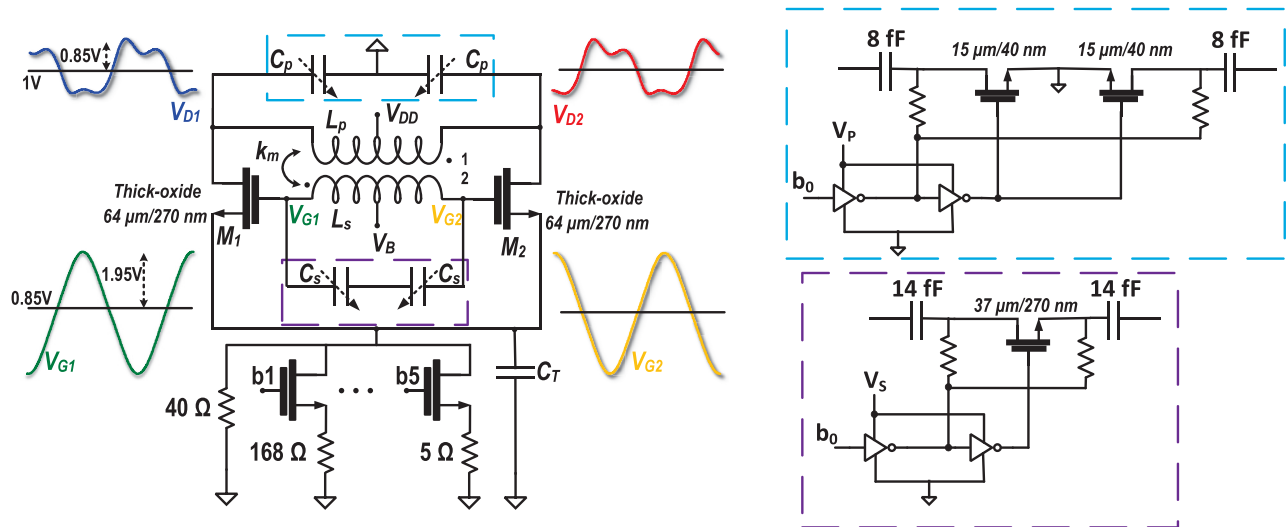 0.85V
1V
V_D1
C_p
C_p
V_DD
L_p
k_m
1
2
V_D2
Thick-oxide
64 µm/270 nm
M_1
V_G1
L_s
V_B
V_G2
M_2
Thick-oxide
64 µm/270 nm
1.95V
0.85V
V_G1
C_s
C_s
V_G2
b1
b5
C_T
40 Ω
168 Ω
5 Ω
8 fF
15 µm/40 nm
15 µm/40 nm
8 fF
V_P
b_0
14 fF
37 µm/270 nm
14 fF
V_S
b_0